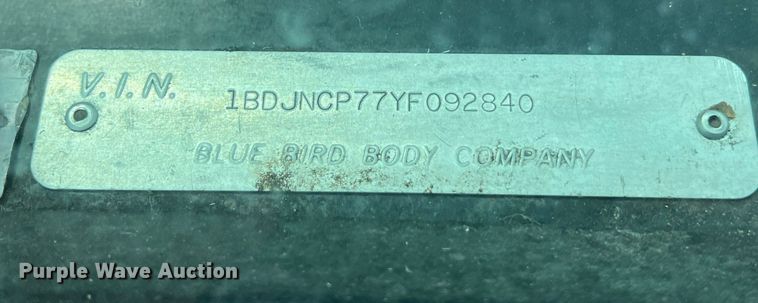 V.I.N.
1BDJNCP77YF092840
BLUE BIRD BODY COMPANY
Purple Wave Auction